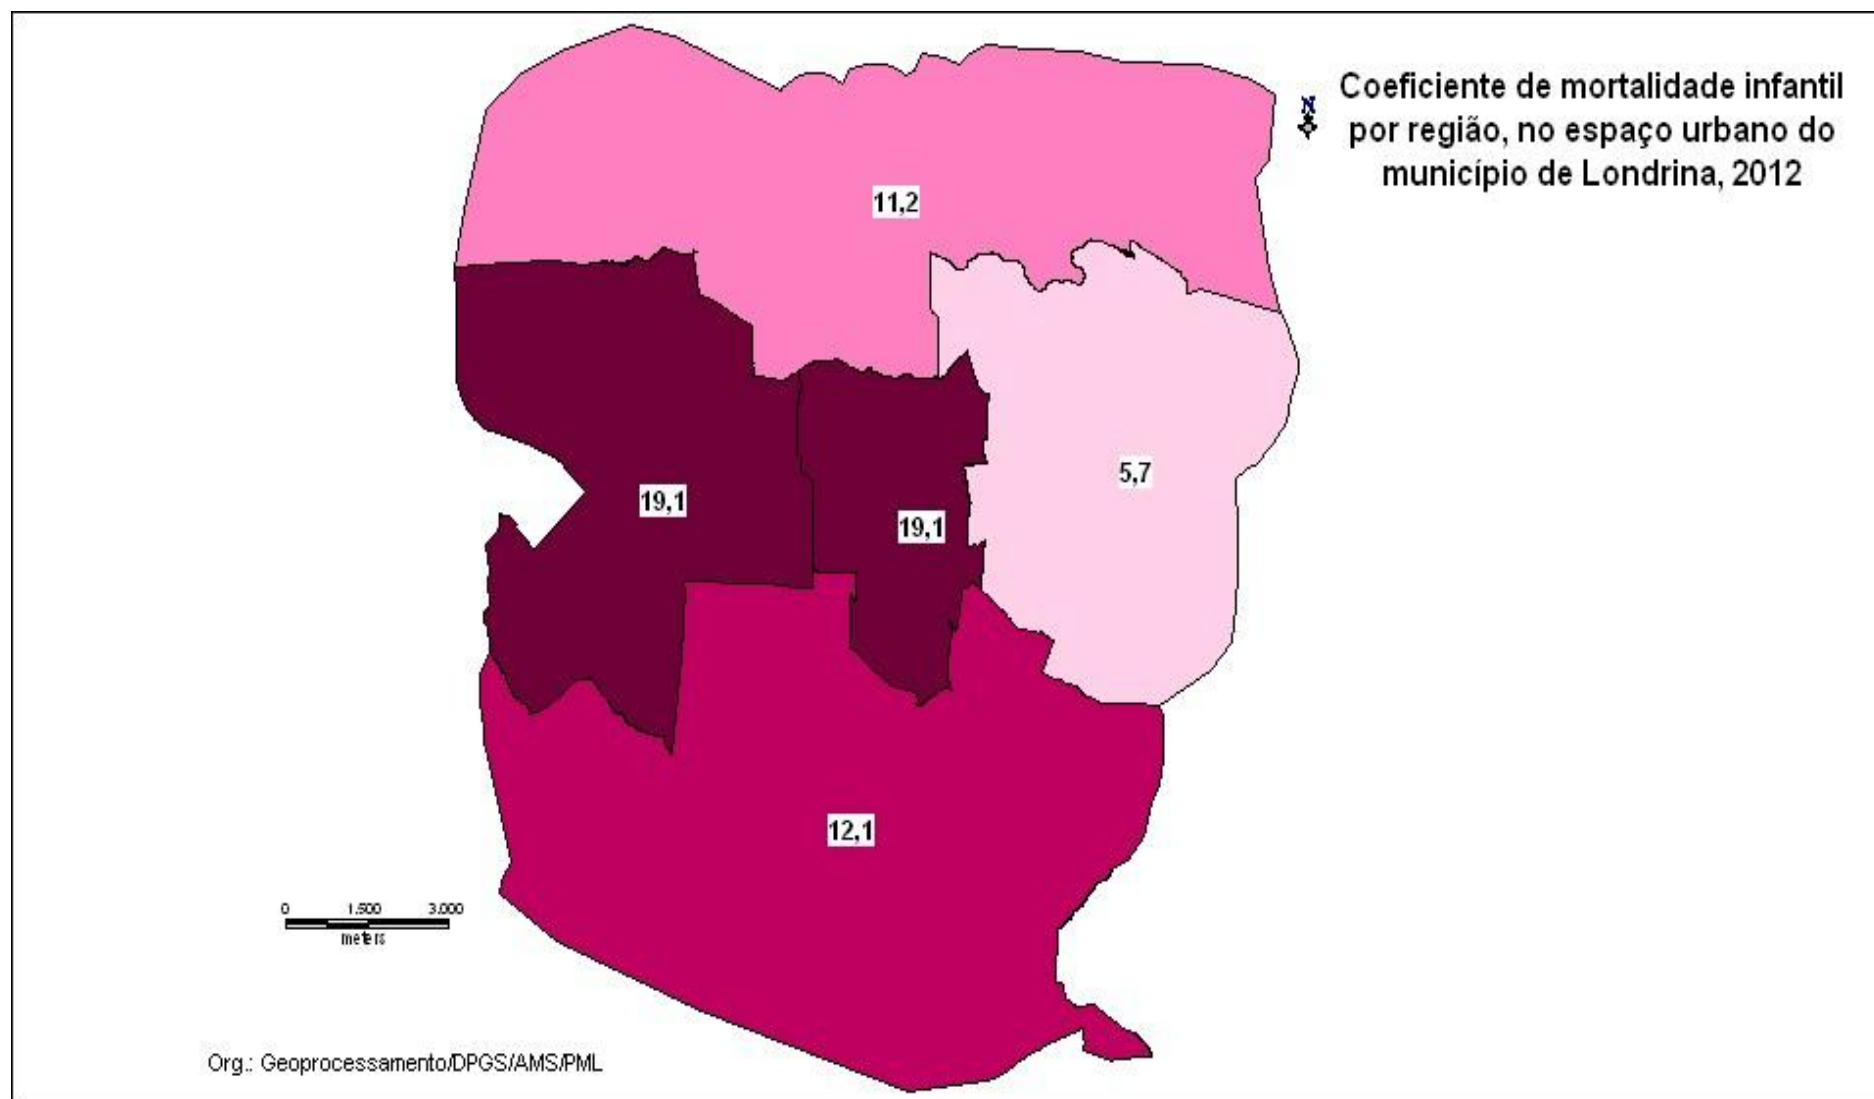 Coeficiente de mortalidade infantil
por região, no espaço urbano do
município de Londrina, 2012
N
11,2
19,1
19,1
5,7
12,1
0 1.500 3.000
meters
Org.: Geoprocessamento/DPGS/AMS/PML